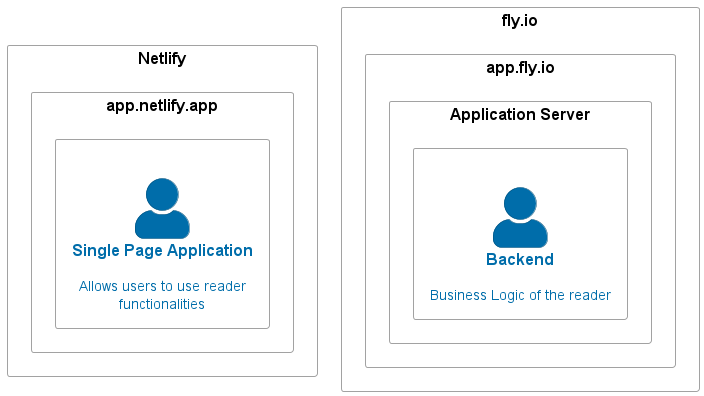 Netlify
app.netlify.app
Single Page Application
Allows users to use reader
functionalities
fly.io
app.fly.io
Application Server
Backend
Business Logic of the reader